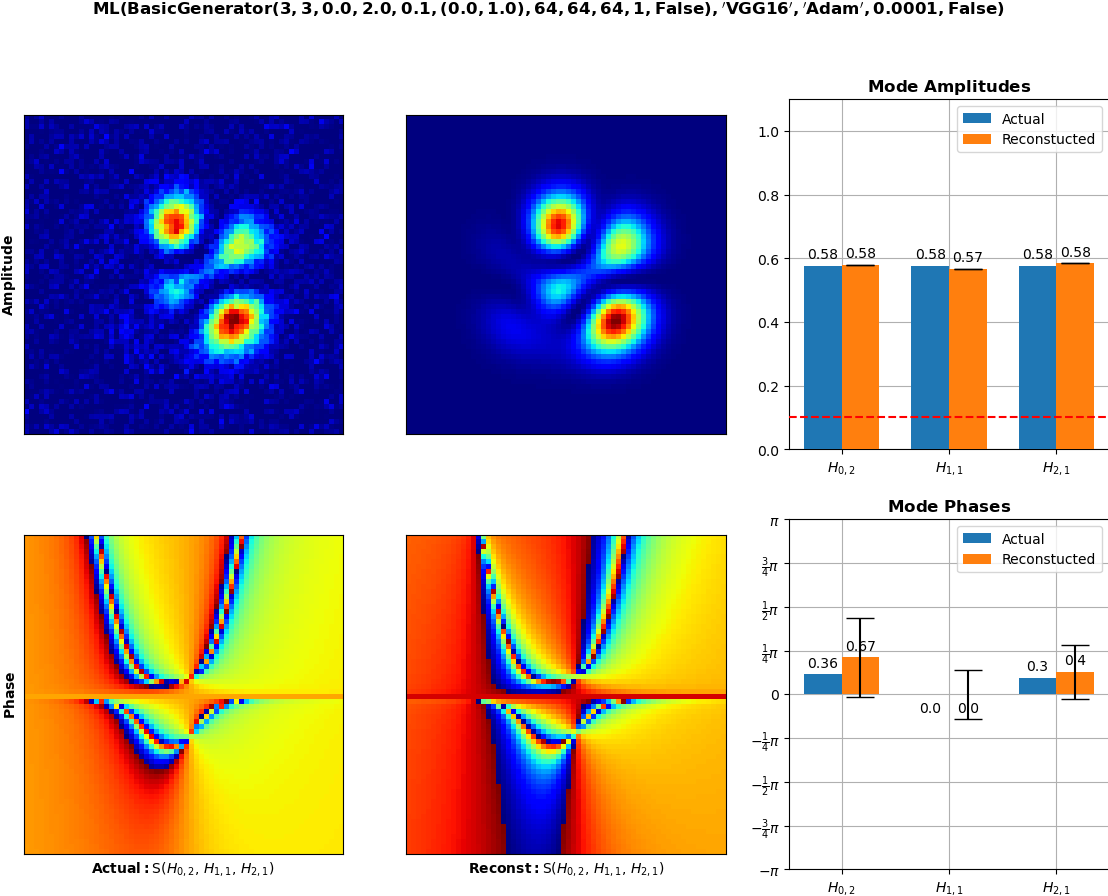 ML(BasicGenerator(3, 3, 0.0, 2.0, 0.1, (0.0, 1.0), 64, 64, 64, 1, False), ′VGG16′, ′Adam′, 0.0001, False)
Amplitude
Mode Amplitudes
Actual
Reconstucted
1.0
0.8
0.6
0.4
0.2
0.0
0.58 0.58 0.58 0.57 0.58 0.58
H0,2 H1,1 H2,1
Phase
Actual: S(H0,2, H1,1, H2,1)
Reconst: S(H0,2, H1,1, H2,1)
Mode Phases
Actual
Reconstucted
π
3/4π
1/2π
1/4π
0
−1/4π
−1/2π
−3/4π
−π
0.36 0.67 0.0 0.0 0.3 0.4
H0,2 H1,1 H2,1